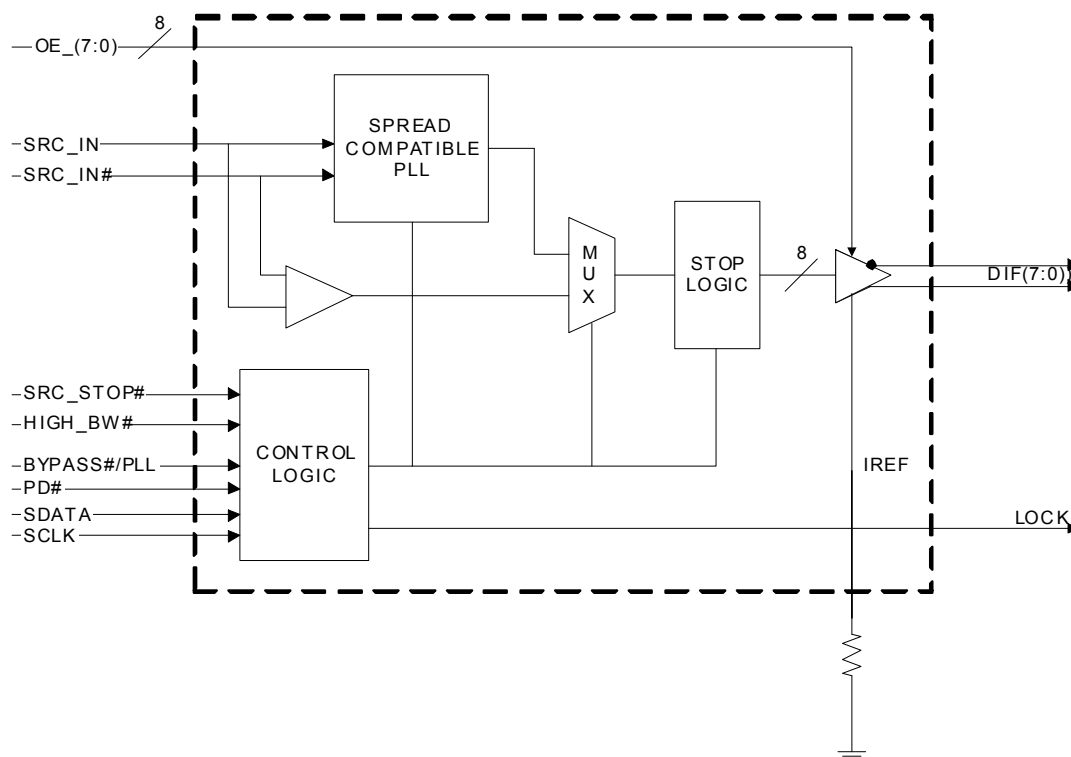 8
OE_(7:0)
SPREAD
COMPATIBLE
PLL
SRC_IN
SRC_IN#
M
U
X
STOP
LOGIC
8
DIF(7:0))
SRC_STOP#
HIGH_BW#
BYPASS#/PLL
PD#
SDATA
SCLK
CONTROL
LOGIC
IREF
LOCK